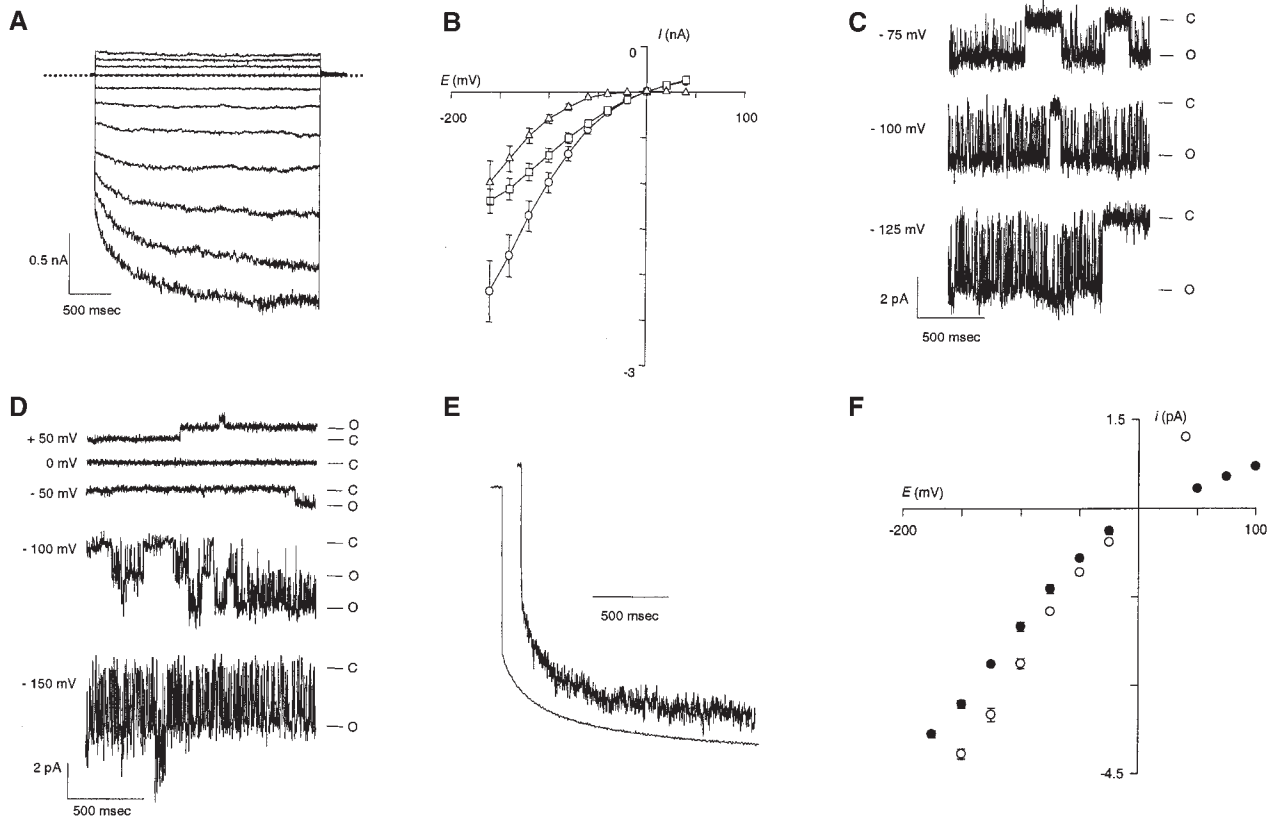 A
0.5 nA
500 msec
B
I (nA)
0
E (mV)
-200
100
-3
C
- 75 mV
C
O
- 100 mV
C
O
- 125 mV
C
O
2 pA
500 msec
D
+ 50 mV
O
C
0 mV
C
- 50 mV
C
O
- 100 mV
C
O
O
- 150 mV
C
O
2 pA
500 msec
E
500 msec
F
1.5
i (pA)
E (mV)
-200
100
-4.5